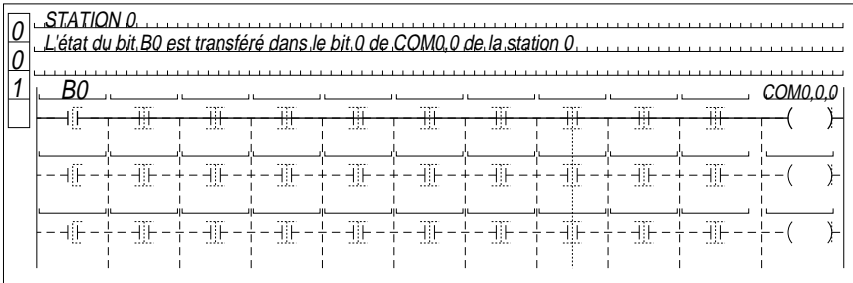 STATION 0
L'état du bit B0 est transféré dans le bit 0 de COM0,0 de la station 0
0
0
1
B0 COM0,0,0